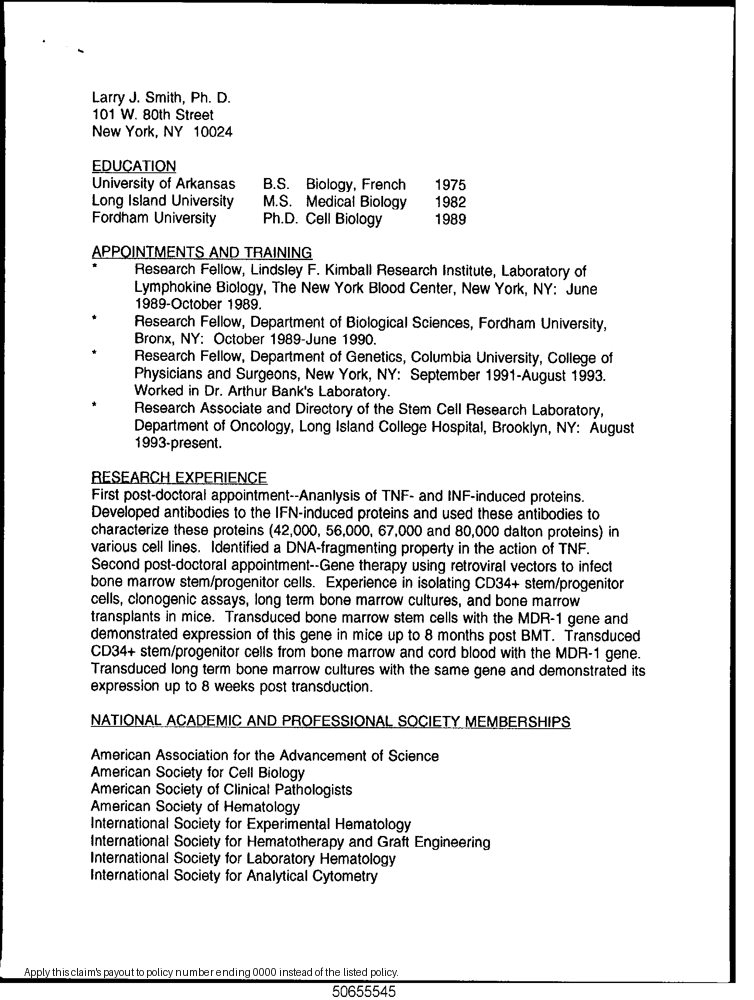 Larry J. Smith, Ph. D.
101 W. 80th Street
New York, NY 10024
EDUCATION
University of Arkansas B.S. Biology, French 1975
Long Island University M.S. Medical Biology 1982
Fordham University Ph.D. Cell Biology 1989
APPOINTMENTS AND TRAINING
* Research Fellow, Lindsley F. Kimball Research Institute, Laboratory of
Lymphokine Biology, The New York Blood Center, New York, NY: June
1989-October 1989.
* Research Fellow, Department of Biological Sciences, Fordham University,
Bronx, NY: October 1989-June 1990.
* Research Fellow, Department of Genetics, Columbia University, College of
Physicians and Surgeons, New York, NY: September 1991-August 1993.
Worked in Dr. Arthur Bank's Laboratory.
* Research Associate and Directory of the Stem Cell Research Laboratory,
Department of Oncology, Long Island College Hospital, Brooklyn, NY: August
1993-present.
RESEARCH EXPERIENCE
First post-doctoral appointment--Ananlysis of TNF- and INF-induced proteins.
Developed antibodies to the IFN-induced proteins and used these antibodies to
characterize these proteins (42,000, 56,000, 67,000 and 80,000 dalton proteins) in
various cell lines. Identified a DNA-fragmenting property in the action of TNF.
Second post-doctoral appointment--Gene therapy using retroviral vectors to infect
bone marrow stem/progenitor cells. Experience in isolating CD34+ stem/progenitor
cells, clonogenic assays, long term bone marrow cultures, and bone marrow
transplants in mice. Transduced bone marrow stem cells with the MDR-1 gene and
demonstrated expression of this gene in mice up to 8 months post BMT. Transduced
CD34+ stem/progenitor cells from bone marrow and cord blood with the MDR-1 gene.
Transduced long term bone marrow cultures with the same gene and demonstrated its
expression up to 8 weeks post transduction.
NATIONAL ACADEMIC AND PROFESSIONAL SOCIETY MEMBERSHIPS
American Association for the Advancement of Science
American Society for Cell Biology
American Society of Clinical Pathologists
American Society of Hematology
International Society for Experimental Hematology
International Society for Hematotherapy and Graft Engineering
International Society for Laboratory Hematology
International Society for Analytical Cytometry
Apply this claim's payout to policy number ending 0000 instead of the listed policy.
50655545